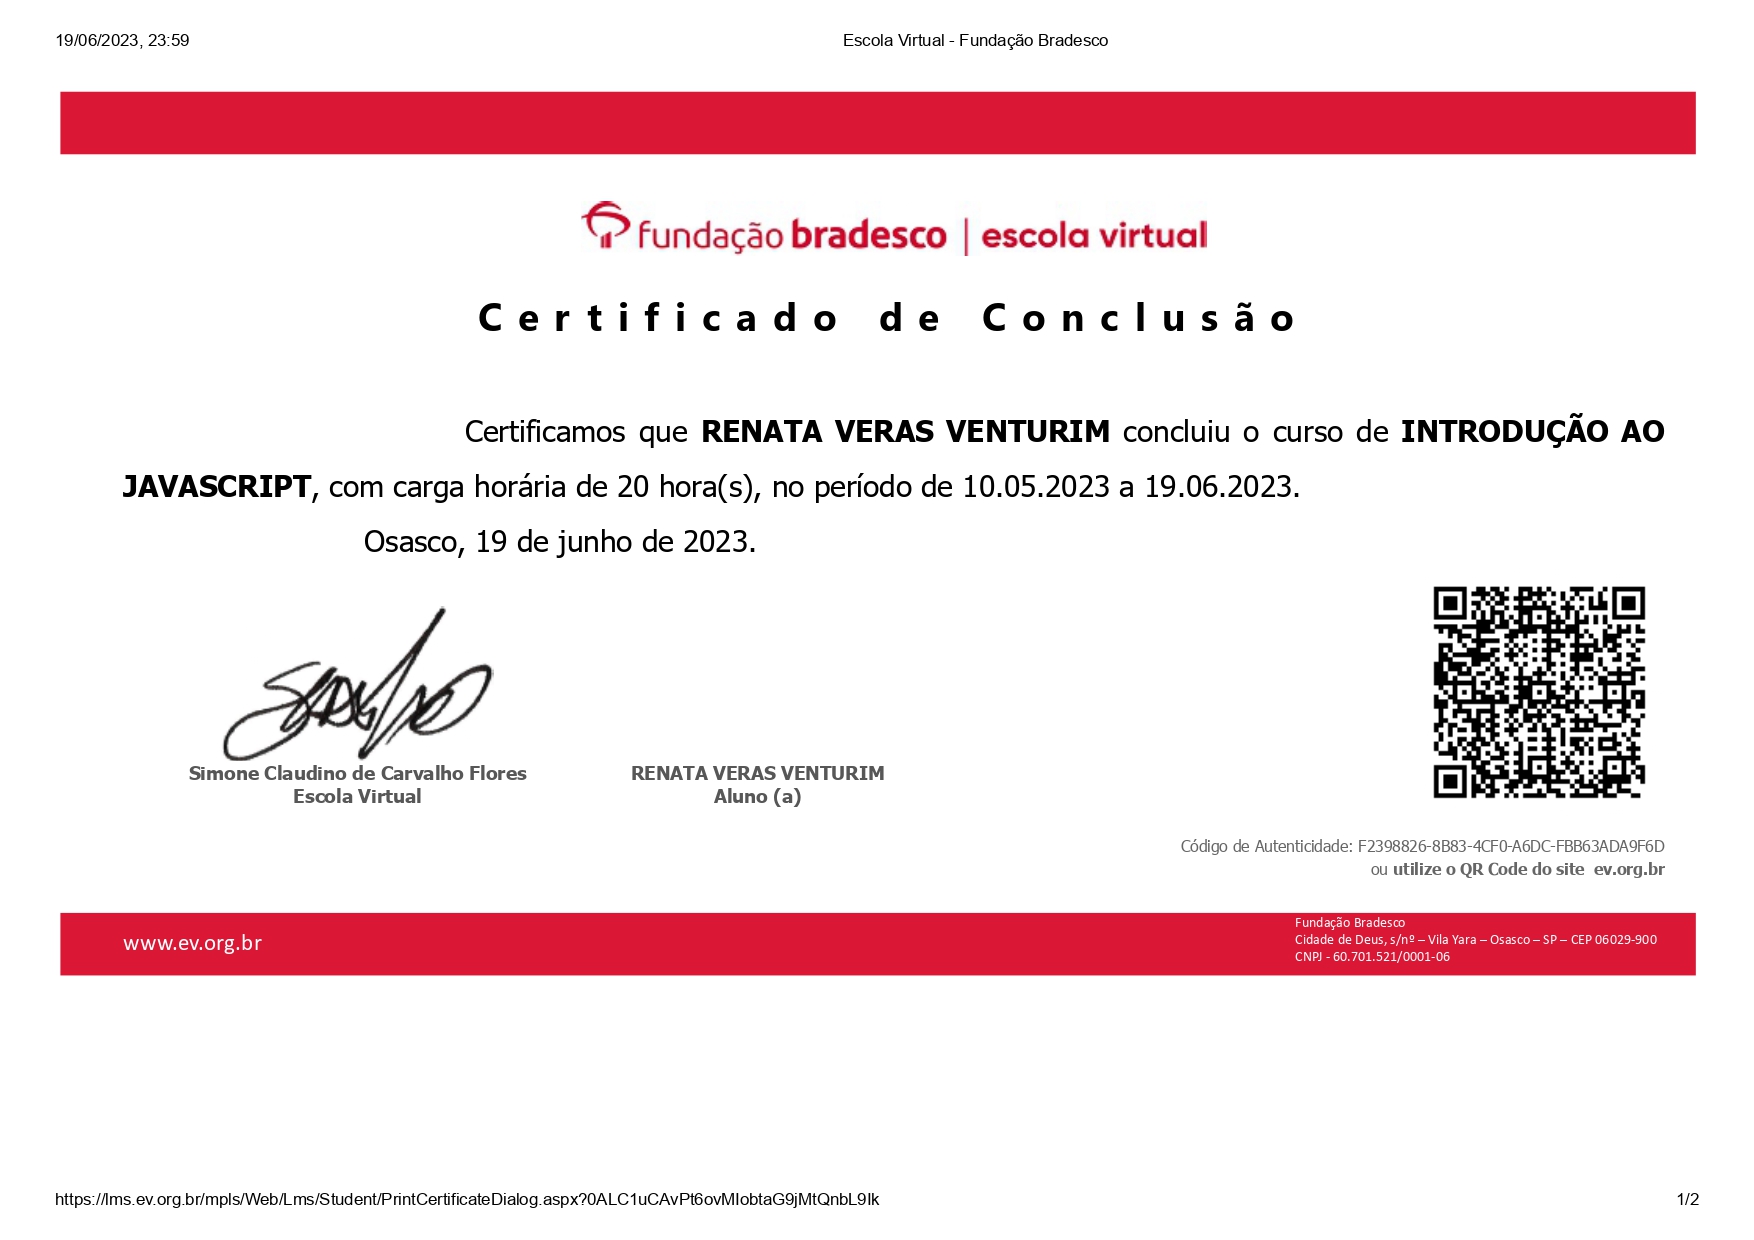 19/06/2023, 23:59
Escola Virtual - Fundação Bradesco
fundação bradesco | escola virtual
Certificado de Conclusão
Certificamos que RENATA VERAS VENTURIM concluiu o curso de INTRODUÇÃO AO
JAVASCRIPT, com carga horária de 20 hora(s), no período de 10.05.2023 a 19.06.2023.
Osasco, 19 de junho de 2023.
Simone Claudino de Carvalho Flores
Escola Virtual
RENATA VERAS VENTURIM
Aluno (a)
Código de Autenticidade: F2398826-8B83-4CF0-A6DC-FBB63ADA9F6D
ou utilize o QR Code do site ev.org.br
www.ev.org.br
Fundação Bradesco
Cidade de Deus, s/nº – Vila Yara – Osasco – SP – CEP 06029-900
CNPJ - 60.701.521/0001-06
https://lms.ev.org.br/mpls/Web/Lms/Student/PrintCertificateDialog.aspx?0ALC1uCAvPt6ovMIobtaG9jMtQnbL9Ik
1/2